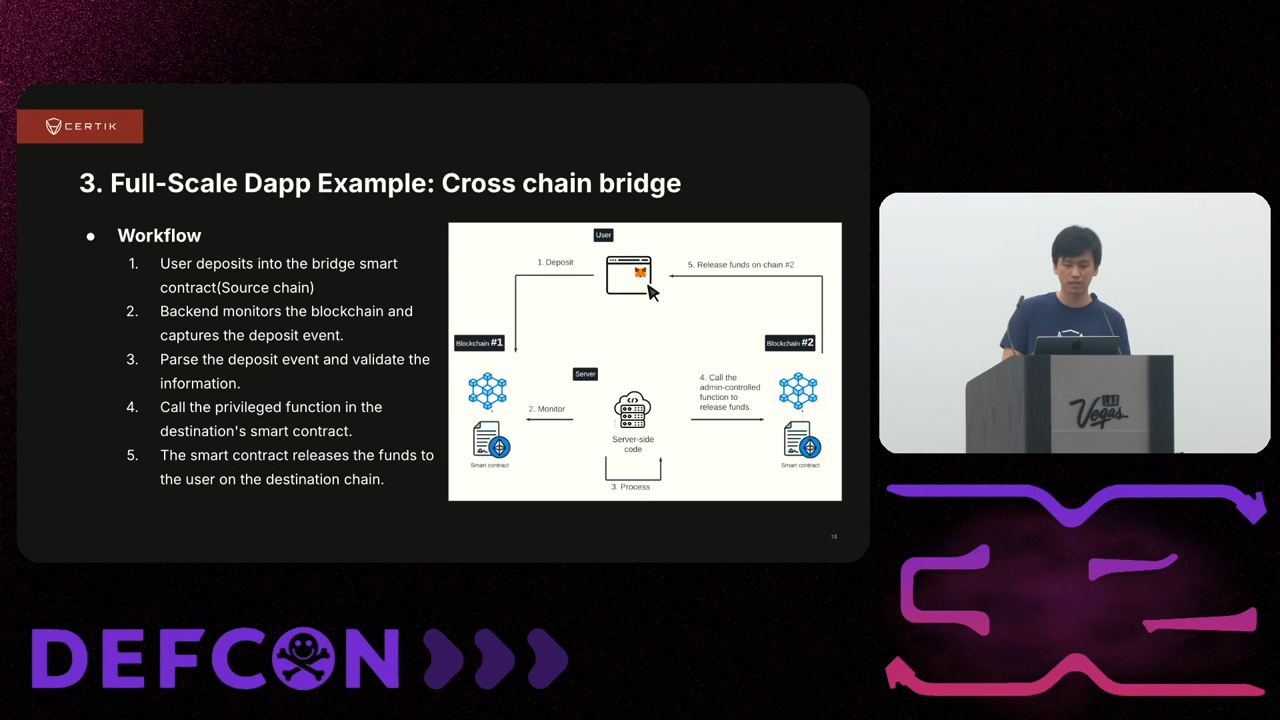 CERTIK
3. Full-Scale Dapp Example: Cross chain bridge
● Workflow
1. User deposits into the bridge smart
contract(Source chain)
2. Backend monitors the blockchain and
captures the deposit event.
3. Parse the deposit event and validate the
information.
4. Call the privileged function in the
destination's smart contract.
5. The smart contract releases the funds to
the user on the destination chain.
User
1. Deposit
5. Release funds on chain #2
Blockchain #1
Blockchain #2
Server
4. Call the
admin-controlled
function to
release funds.
2. Monitor
Server-side
code
Smart contract
Smart contract
3. Process
18
LAS
Vegas
DEFCON